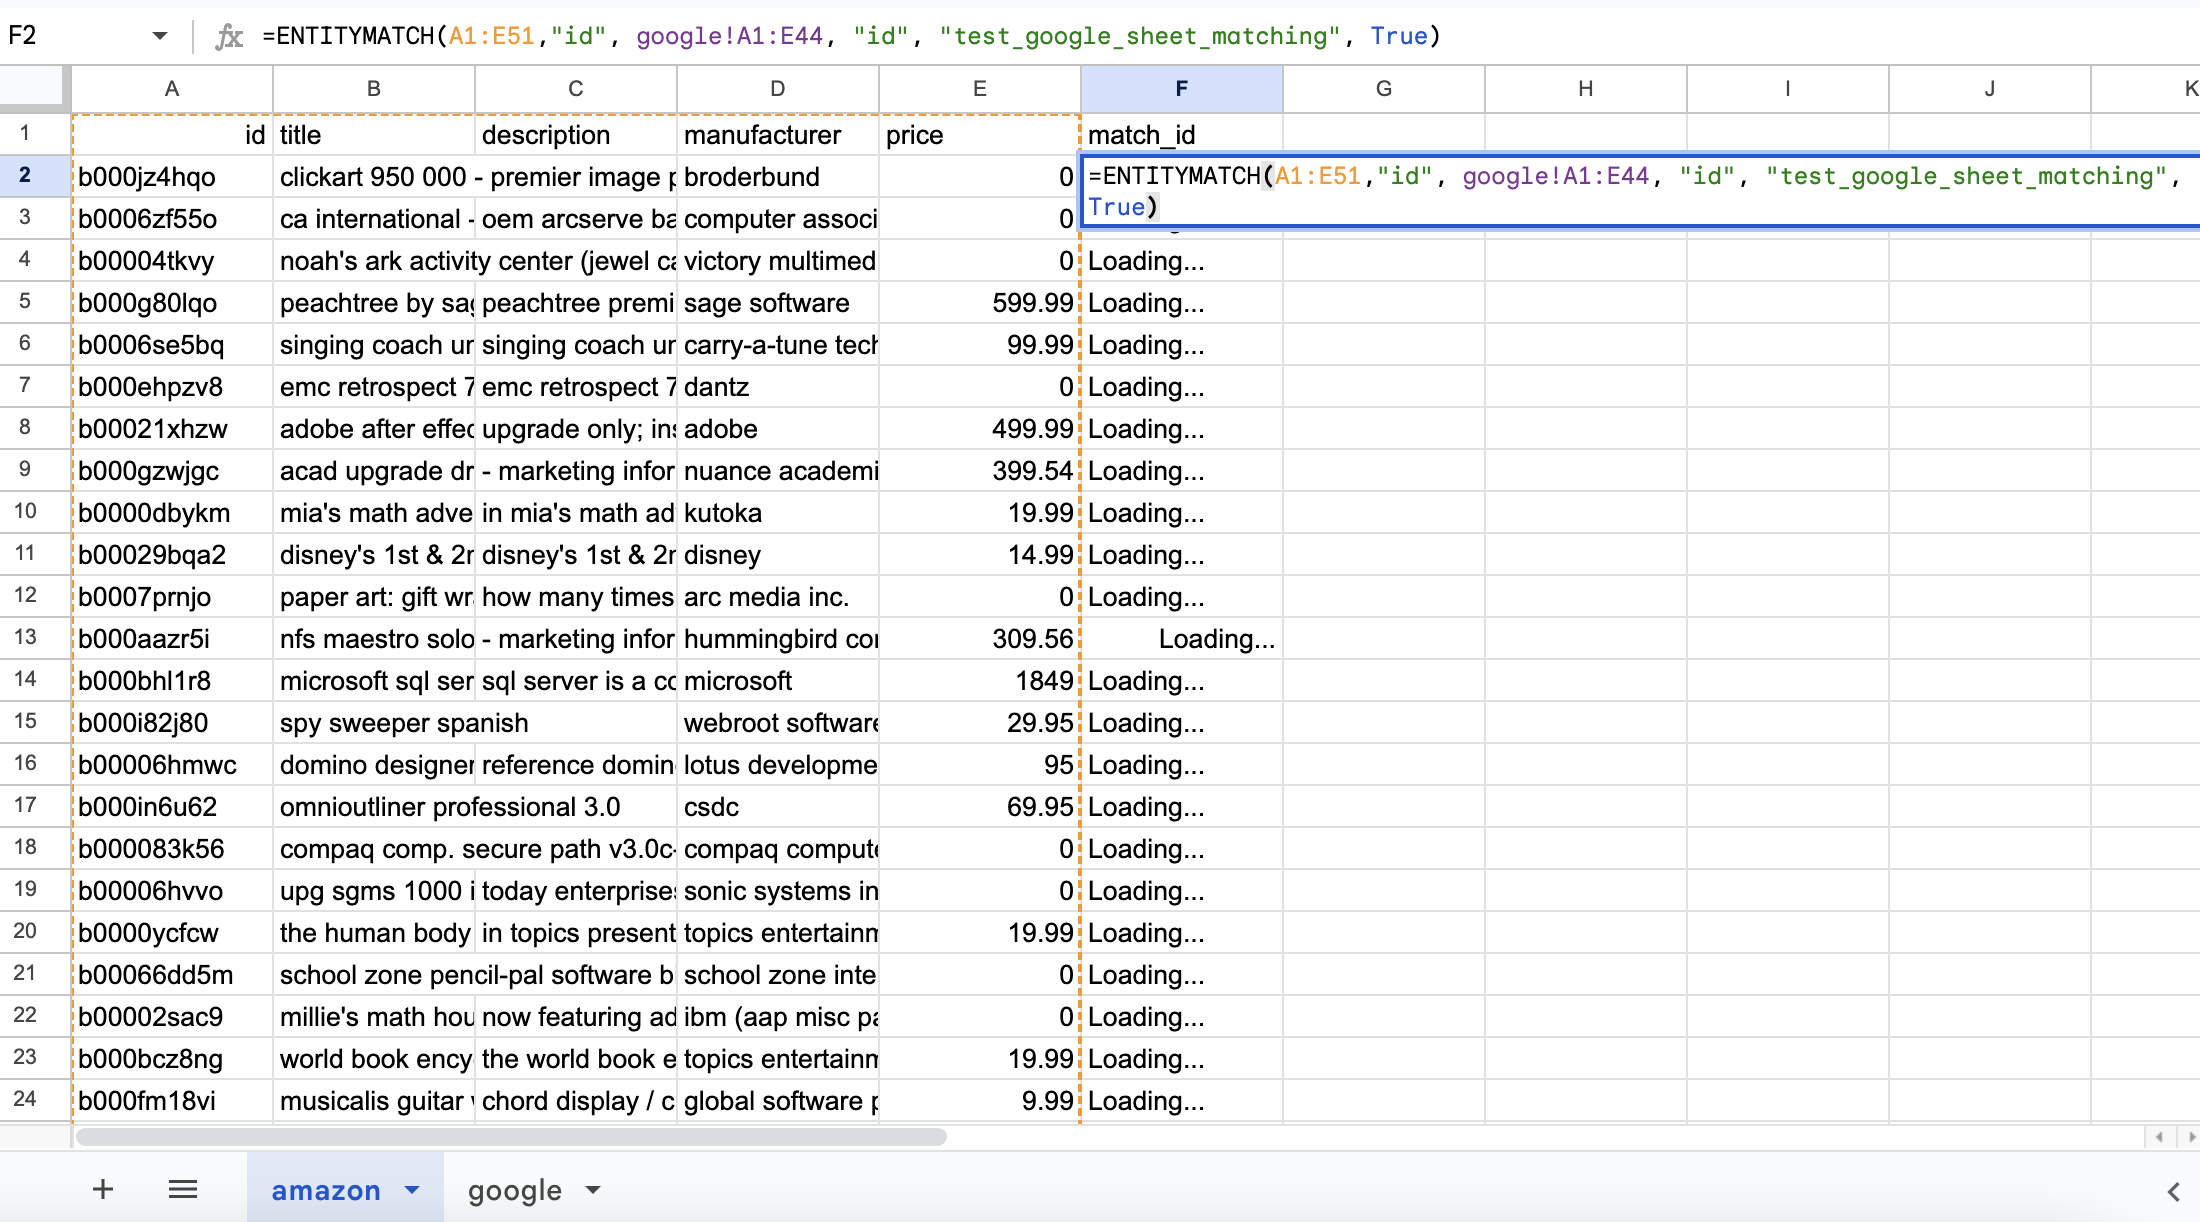 F2 fx =ENTITYMATCH(A1:E51,"id", google!A1:E44, "id", "test_google_sheet_matching", True)
A B C D E F G H I J K
1 id title description manufacturer price match_id
2 b000jz4hqo clickart 950 000 - premier image p broderbund 0 =ENTITYMATCH(A1:E51,"id", google!A1:E44, "id", "test_google_sheet_matching",
True)
3 b0006zf55o ca international - oem arcserve ba computer associ 0
4 b00004tkvy noah's ark activity center (jewel ca victory multimed 0 Loading...
5 b000g80lqo peachtree by sag peachtree premi sage software 599.99 Loading...
6 b0006se5bq singing coach un singing coach un carry-a-tune tech 99.99 Loading...
7 b000ehpzv8 emc retrospect 7 emc retrospect 7 dantz 0 Loading...
8 b00021xhzw adobe after effec upgrade only; ins adobe 499.99 Loading...
9 b000gzwjgc acad upgrade dr - marketing infor nuance academi 399.54 Loading...
10 b0000dbykm mia's math adve in mia's math ad kutoka 19.99 Loading...
11 b00029bqa2 disney's 1st & 2n disney's 1st & 2n disney 14.99 Loading...
12 b0007prnjo paper art: gift wr how many times arc media inc. 0 Loading...
13 b000aazr5i nfs maestro solo - marketing infor hummingbird con 309.56 Loading...
14 b000bhl1r8 microsoft sql ser sql server is a co microsoft 1849 Loading...
15 b000i82j80 spy sweeper spanish webroot software 29.95 Loading...
16 b00006hmwc domino designer reference domin lotus developme 95 Loading...
17 b000in6u62 omnioutliner professional 3.0 csdc 69.95 Loading...
18 b000083k56 compaq comp. secure path v3.0c- compaq compute 0 Loading...
19 b00006hvvo upg sgms 1000 i today enterprises sonic systems in 0 Loading...
20 b0000ycfcw the human body in topics present topics entertainm 19.99 Loading...
21 b00066dd5m school zone pencil-pal software b school zone inte 0 Loading...
22 b00002sac9 millie's math hou now featuring ad ibm (aap misc pa 0 Loading...
23 b000bcz8ng world book ency the world book e topics entertainm 19.99 Loading...
24 b000fm18vi musicalis guitar chord display / c global software p 9.99 Loading...
amazon google